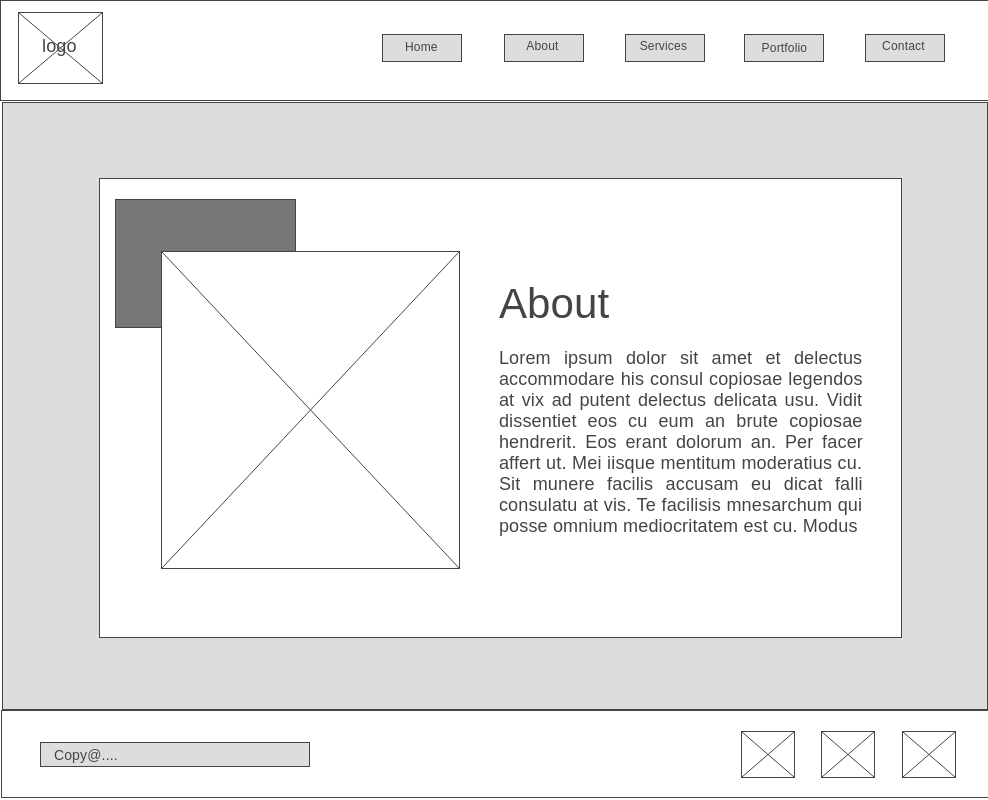 logo
Home
About
Services
Portfolio
Contact
About
Lorem ipsum dolor sit amet et delectus
accommodare his consul copiosae legendos
at vix ad putent delectus delicata usu. Vidit
dissentiet eos cu eum an brute copiosae
hendrerit. Eos erant dolorum an. Per facer
affert ut. Mei iisque mentitum moderatius cu.
Sit munere facilis accusam eu dicat falli
consulatu at vis. Te facilisis mnesarchum qui
posse omnium mediocritatem est cu. Modus
Copy@....